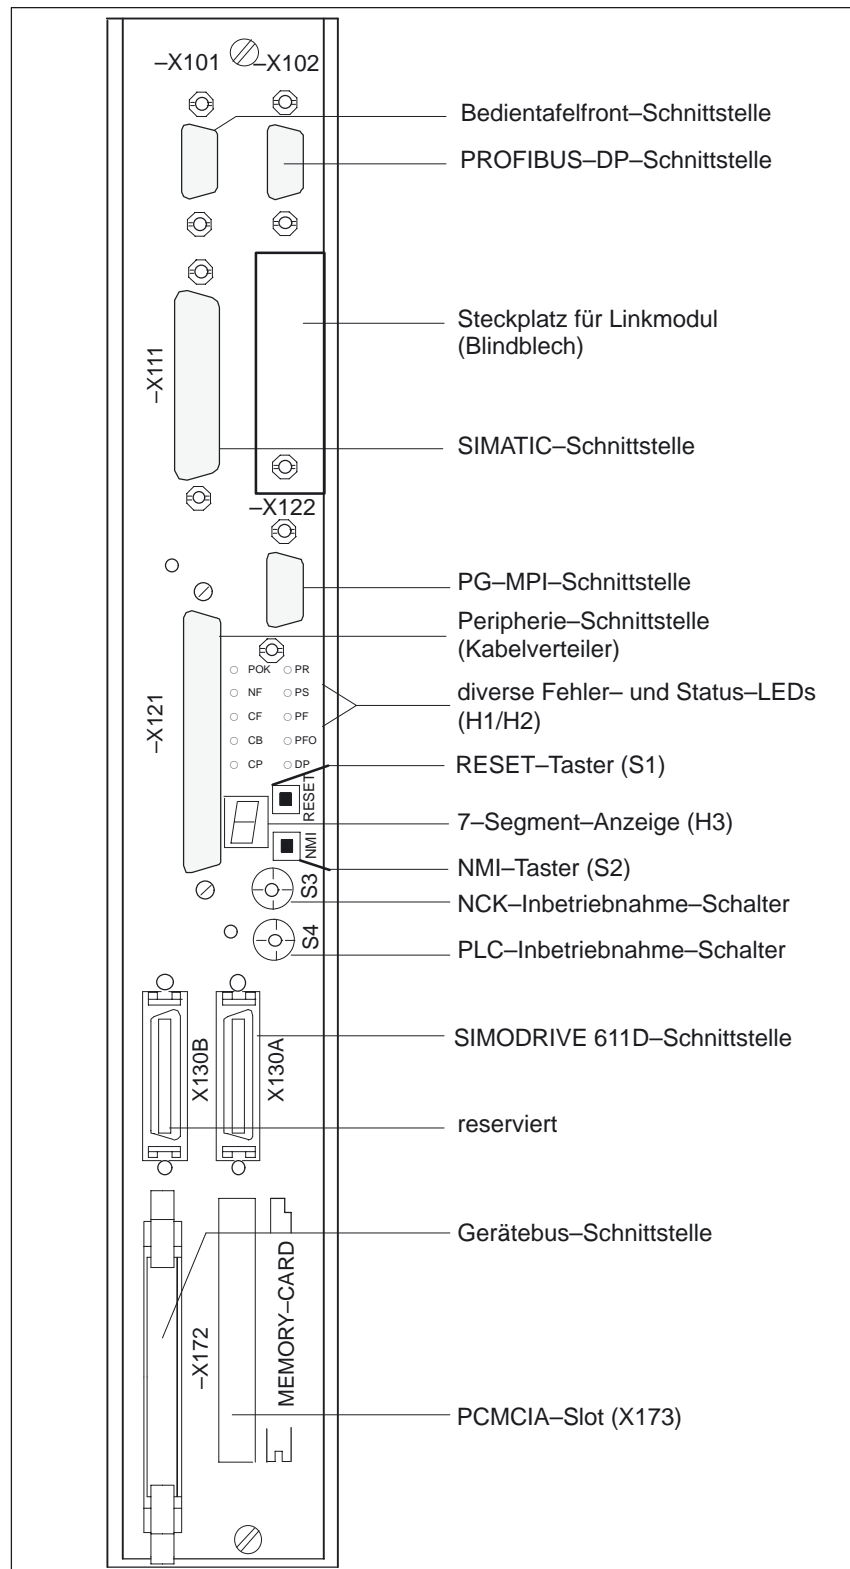 –X101
–X102
Bedientafelfront–Schnittstelle
PROFIBUS–DP–Schnittstelle
Steckplatz für Linkmodul
(Blindblech)
–X111
SIMATIC–Schnittstelle
–X122
PG–MPI–Schnittstelle
Peripherie–Schnittstelle
(Kabelverteiler)
POK PR
NF PS
CF PF
CB PFO
CP DP
diverse Fehler– und Status–LEDs
(H1/H2)
–X121
RESET–Taster (S1)
RESET
7–Segment–Anzeige (H3)
NMI
NMI–Taster (S2)
S3
NCK–Inbetriebnahme–Schalter
S4
PLC–Inbetriebnahme–Schalter
X130B
X130A
SIMODRIVE 611D–Schnittstelle
reserviert
Gerätebus–Schnittstelle
–X172
MEMORY–CARD
PCMCIA–Slot (X173)